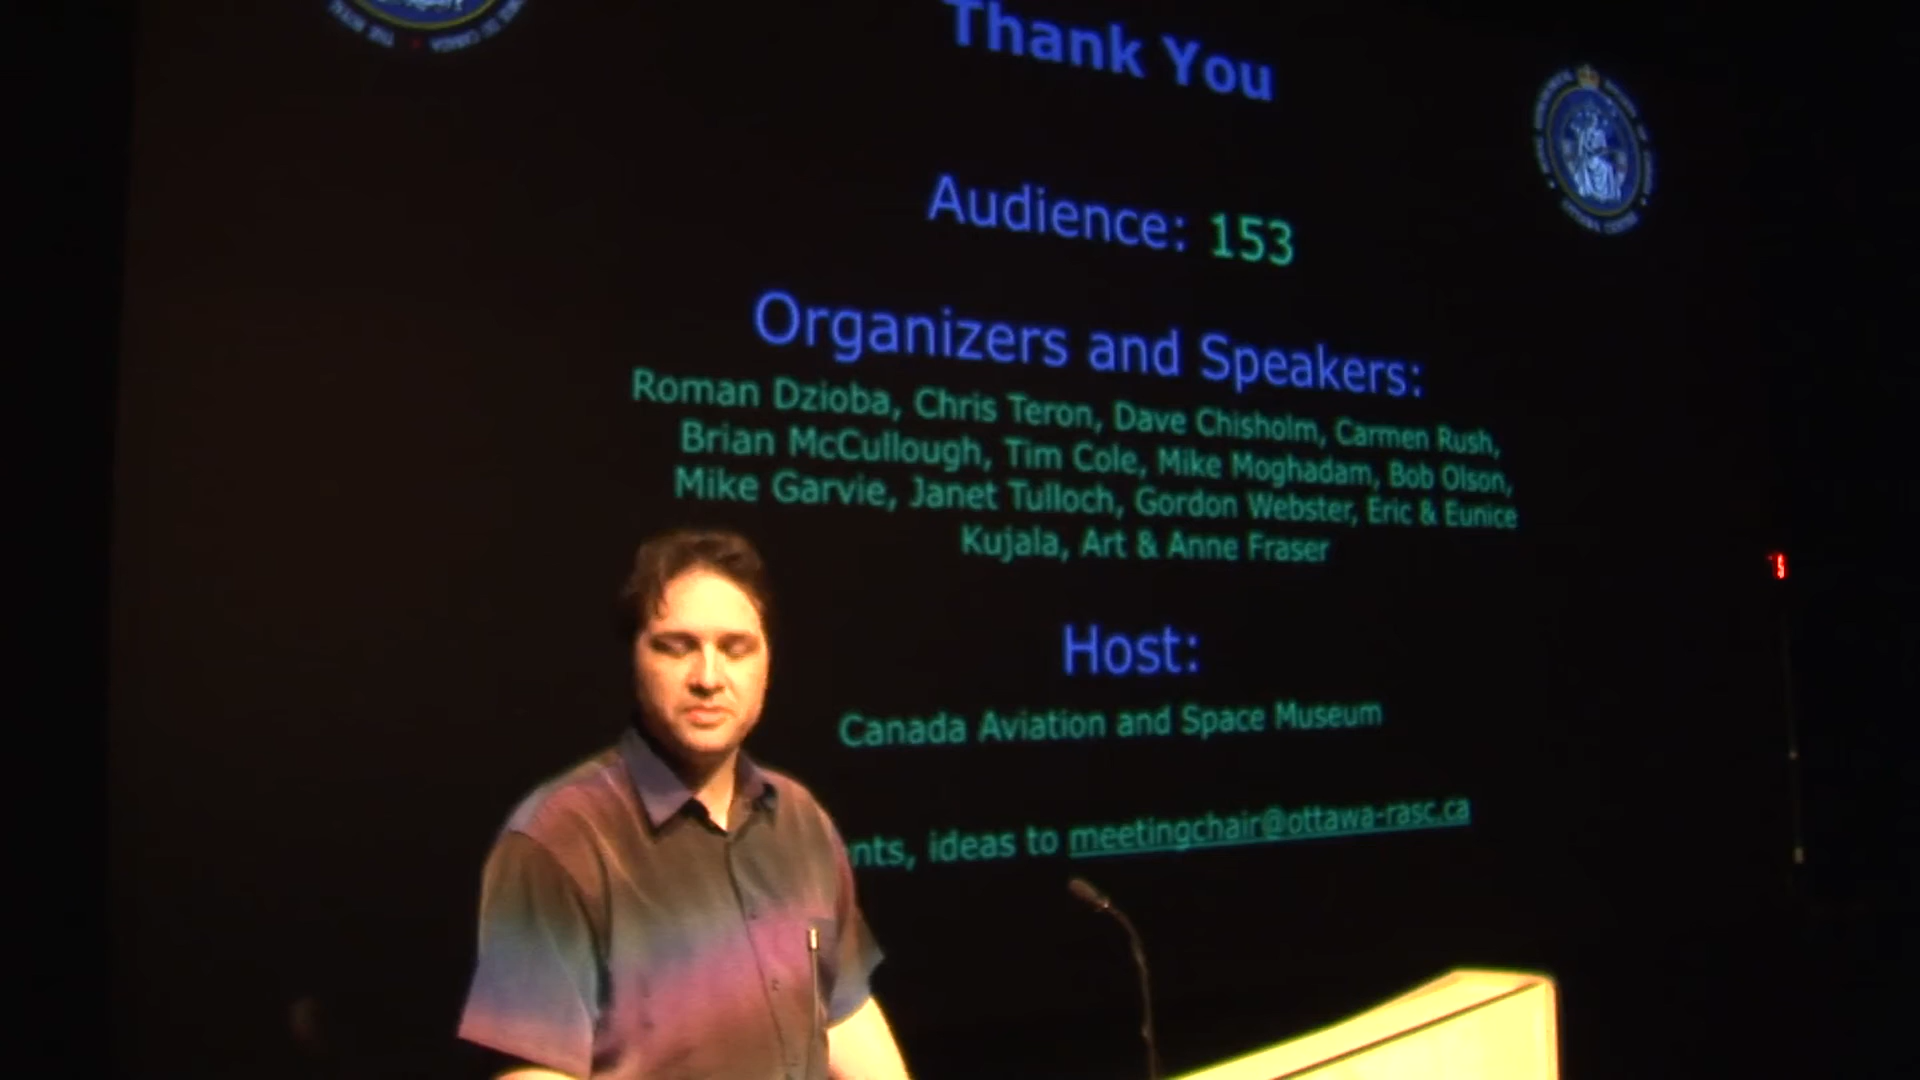 THE ROYAL
Thank You
Audience: 153
Organizers and Speakers:
Roman Dzioba, Chris Teron, Dave Chisholm, Carmen Rush,
Brian McCullough, Tim Cole, Mike Moghadam, Bob Olson,
Mike Garvie, Janet Tulloch, Gordon Webster, Eric & Eunice
Kujala, Art & Anne Fraser
Host:
Canada Aviation and Space Museum
nts, ideas to meetingchair@ottawa-rasc.ca